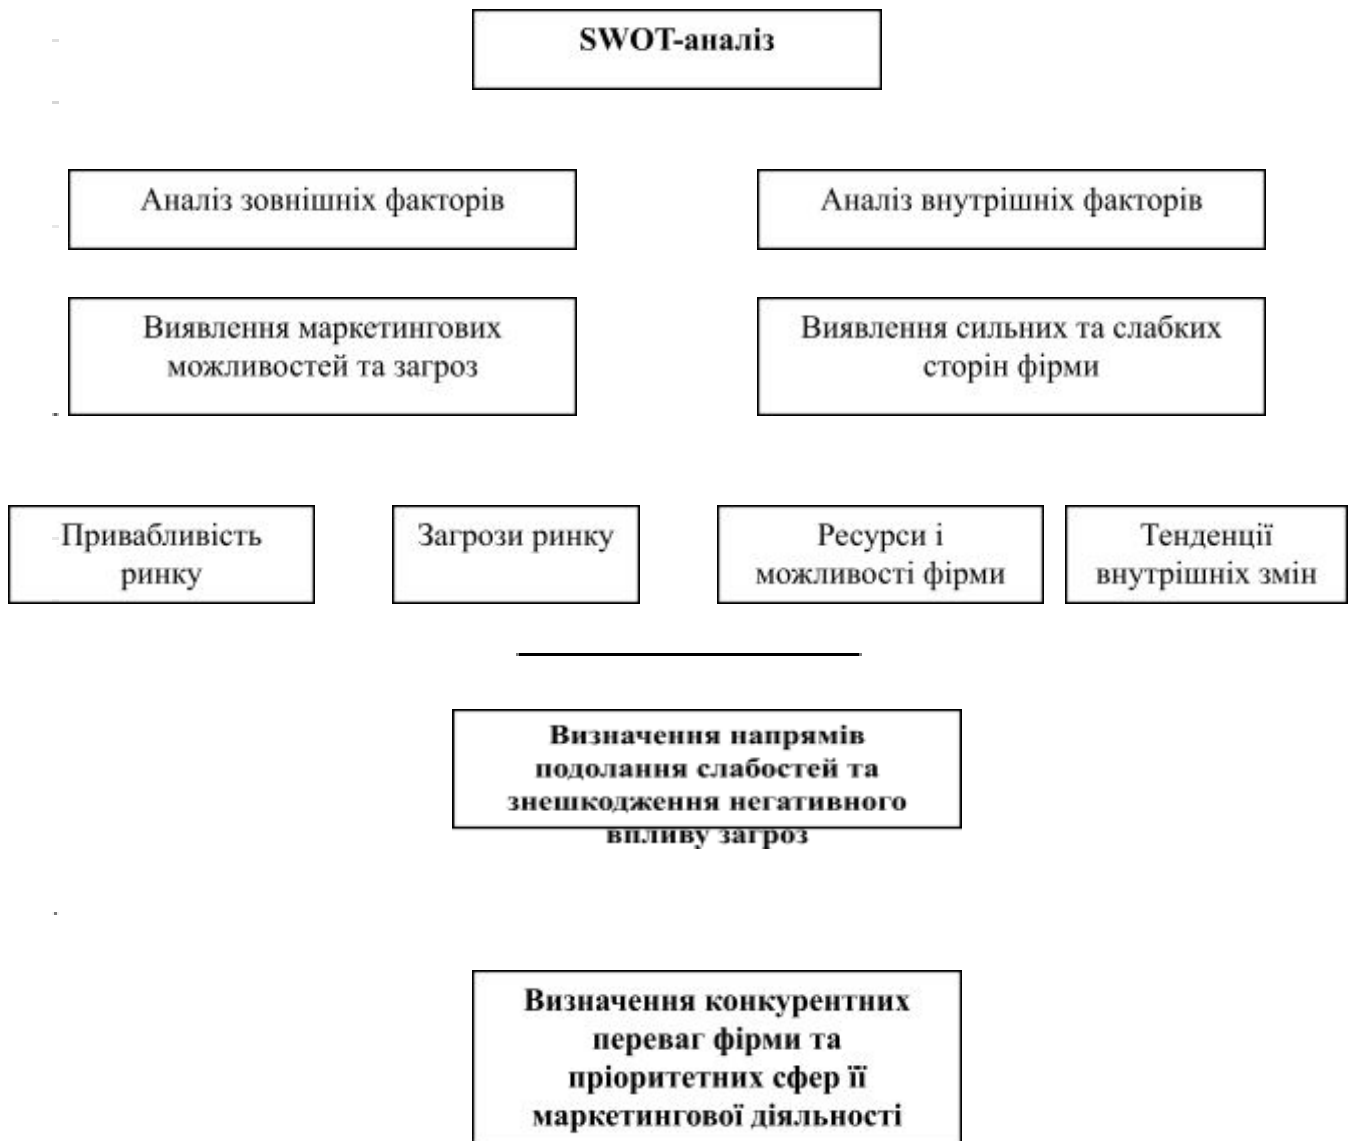 SWOT-аналіз
Аналіз зовнішніх факторів
Аналіз внутрішніх факторів
Виявлення маркетингових
можливостей та загроз
Виявлення сильних та слабких
сторін фірми
Привабливість
ринку
Загрози ринку
Ресурси і
можливості фірми
Тенденції
внутрішніх змін
Визначення напрямів
подолання слабостей та
знешкодження негативного
впливу загроз
Визначення конкурентних
переваг фірми та
пріоритетних сфер її
маркетингової діяльності